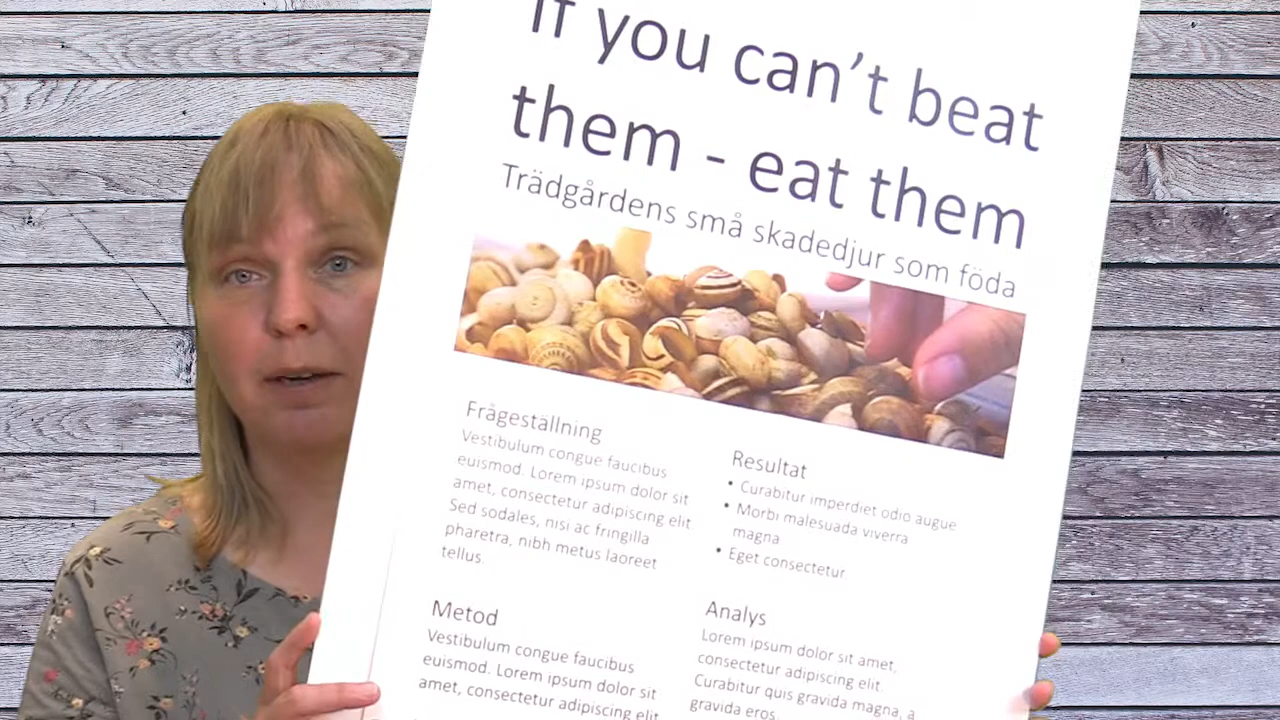 If you can't beat
them - eat them
Trädgårdens små skadedjur som föda
Frågeställning
Vestibulum congue faucibus
euismod. Lorem ipsum dolor sit
amet, consectetur adipiscing elit
Sed sodales, nisi ac fringilla
pharetra, nibh metus laoreet
tellus.
Metod
Vestibulum congue faucibus
euismod. Lorem ipsum dolor sit
amet, consectetur adipiscing elit
Resultat
• Curabitur imperdiet odio augue
• Morbi malesuada viverra
magna
• Eget consectetur
Analys
Lorem ipsum dolor sit amet,
consectetur adipiscing elit.
Curabitur quis gravida magna, a
gravida eros.